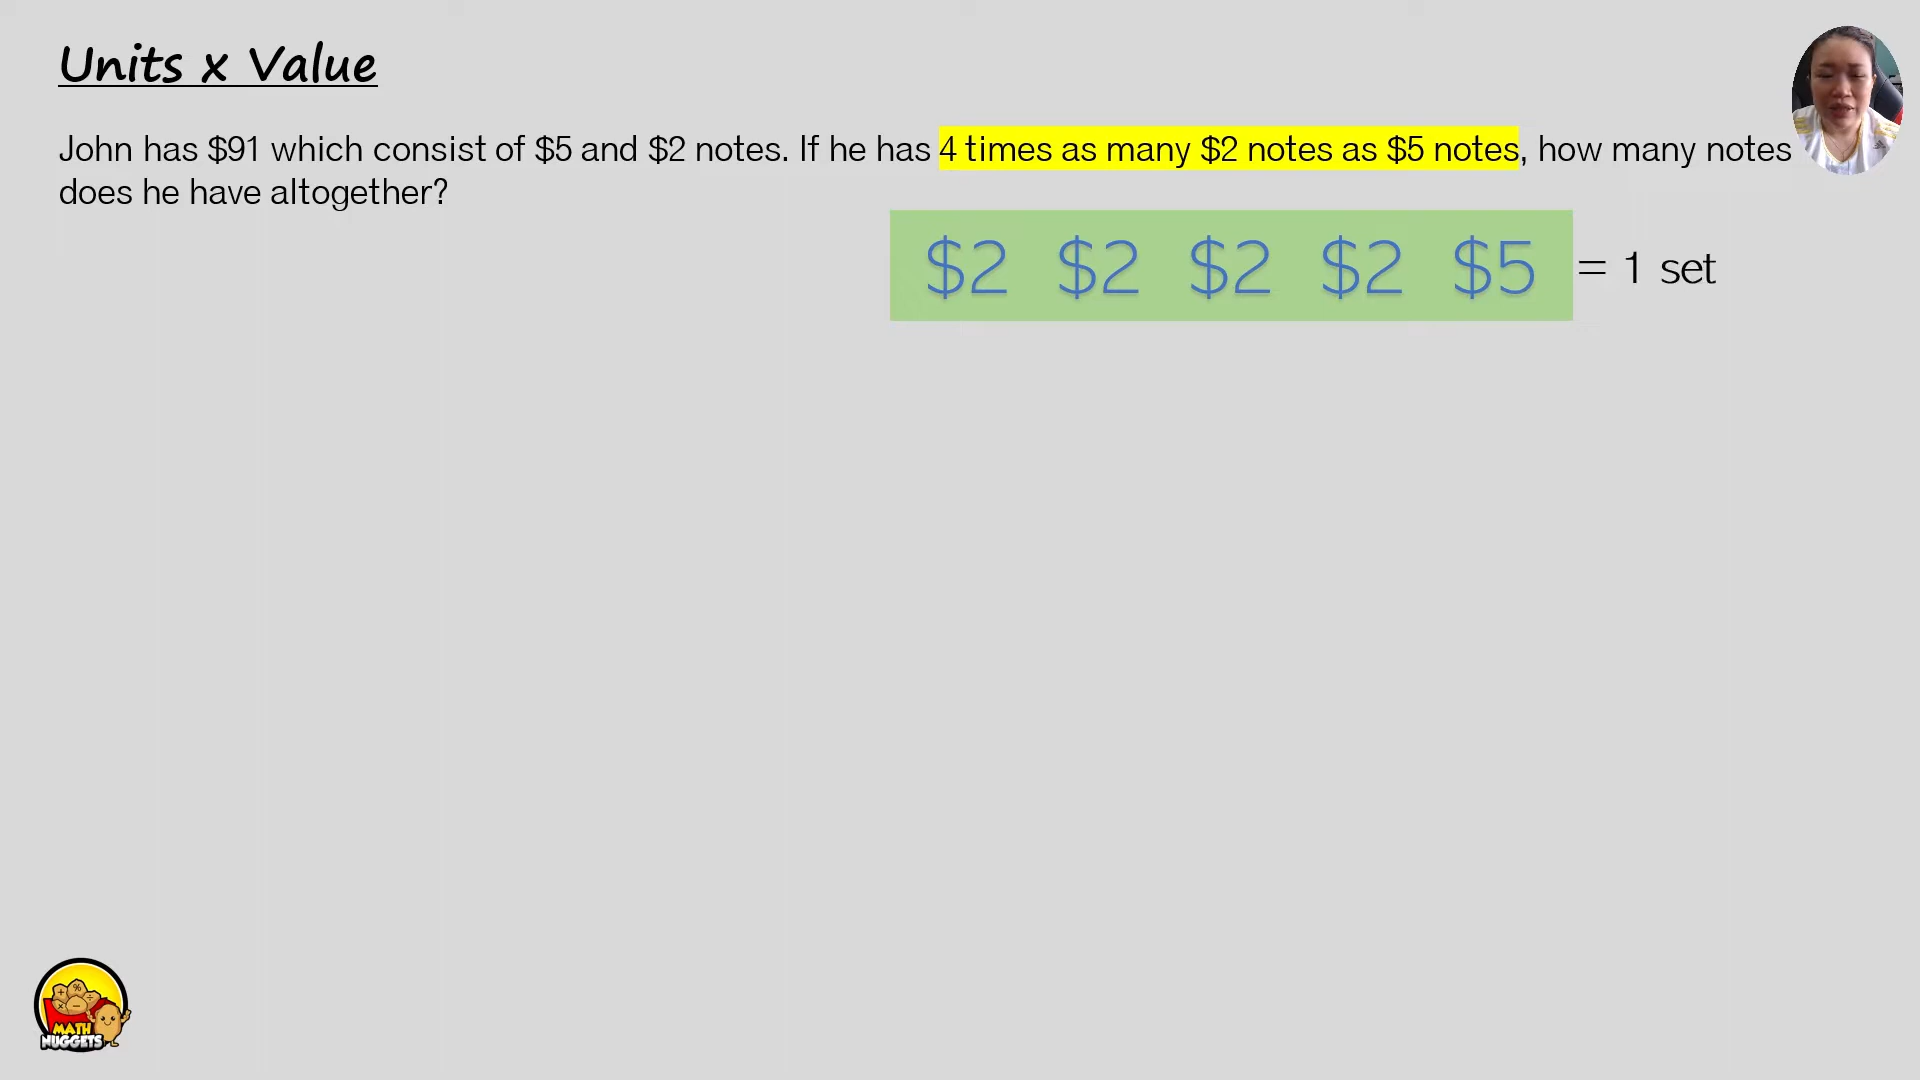 Units x Value
John has $91 which consist of $5 and $2 notes. If he has 4 times as many $2 notes as $5 notes, how many notes
does he have altogether?
$2 $2 $2 $2 $5 = 1 set
+ % ÷
x −
MATH
NUGGETS